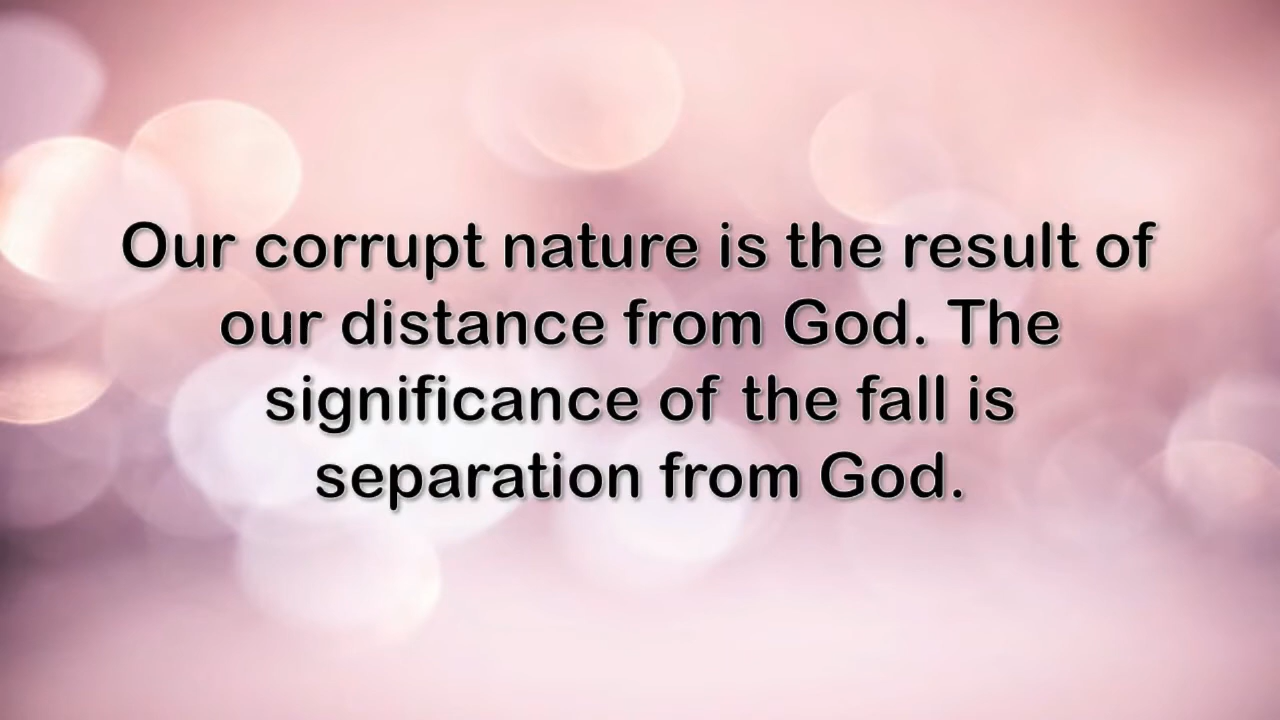 Our corrupt nature is the result of
our distance from God. The
significance of the fall is
separation from God.